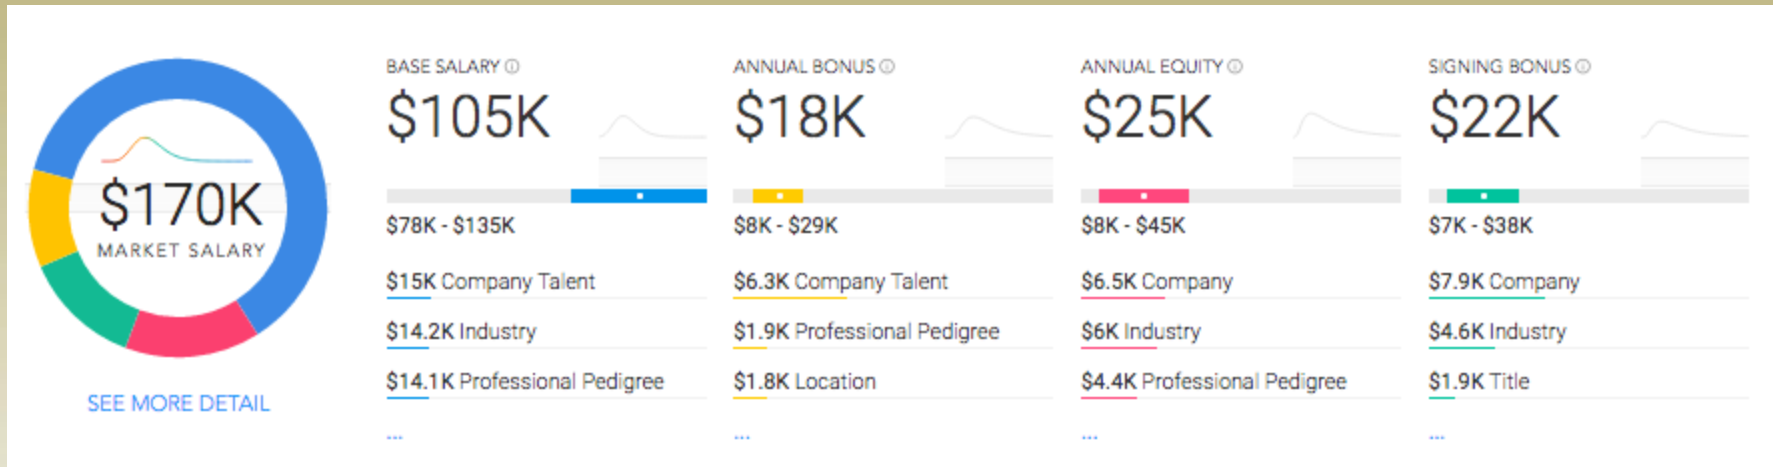 $170K
MARKET SALARY
SEE MORE DETAIL
BASE SALARY
$105K
$78K - $135K
$15K Company Talent
$14.2K Industry
$14.1K Professional Pedigree
...
ANNUAL BONUS
$18K
$8K - $29K
$6.3K Company Talent
$1.9K Professional Pedigree
$1.8K Location
...
ANNUAL EQUITY
$25K
$8K - $45K
$6.5K Company
$6K Industry
$4.4K Professional Pedigree
...
SIGNING BONUS
$22K
$7K - $38K
$7.9K Company
$4.6K Industry
$1.9K Title
...